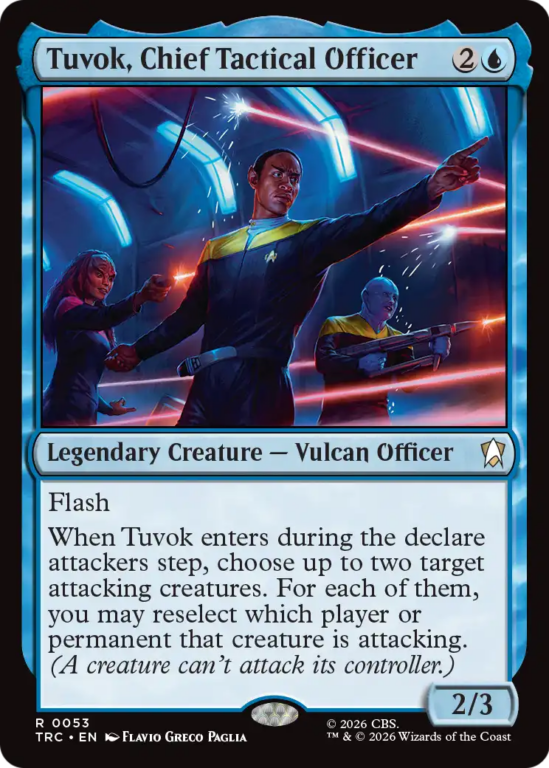 Tuvok, Chief Tactical Officer 2
Legendary Creature — Vulcan Officer
Flash
When Tuvok enters during the declare
attackers step, choose up to two target
attacking creatures. For each of them,
you may reselect which player or
permanent that creature is attacking.
(A creature can't attack its controller.)
2/3
R 0053
TRC • EN Flavio Greco Paglia
© 2026 CBS.
™ & © 2026 Wizards of the Coast